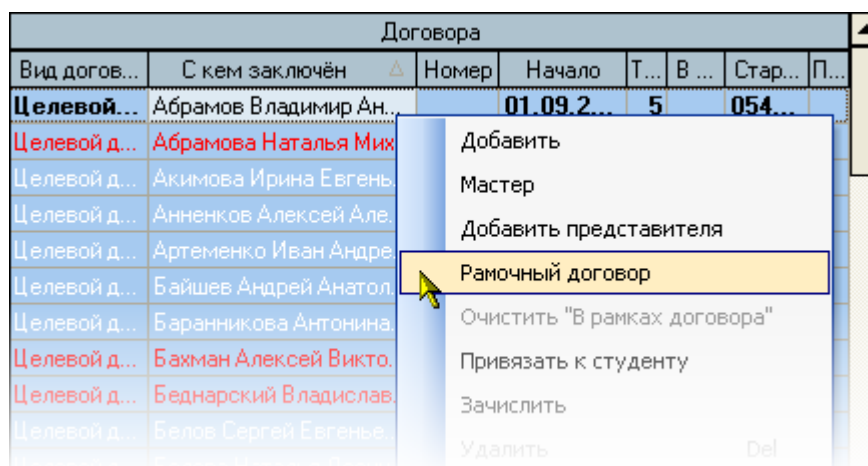 Договора
Вид догов... С кем заключён Номер Начало Т... В ... Стар... П...
Целевой... Абрамов Владимир Ан... 01.09.2... 5 054...
Целевой д... Абрамова Наталья Мих
Целевой д... Акимова Ирина Евгень.
Целевой д... Анненков Алексей Але.
Целевой д... Артеменко Иван Андре
Целевой д... Байшев Андрей Анатол.
Целевой д... Баранникова Антонина.
Целевой д... Бахман Алексей Викто.
Целевой д... Беднарский Владислав.
Целевой д... Белов Сергей Евгенье...
Добавить
Мастер
Добавить представителя
Рамочный договор
Очистить "В рамках договора"
Привязать к студенту
Зачислить
Удалить Del